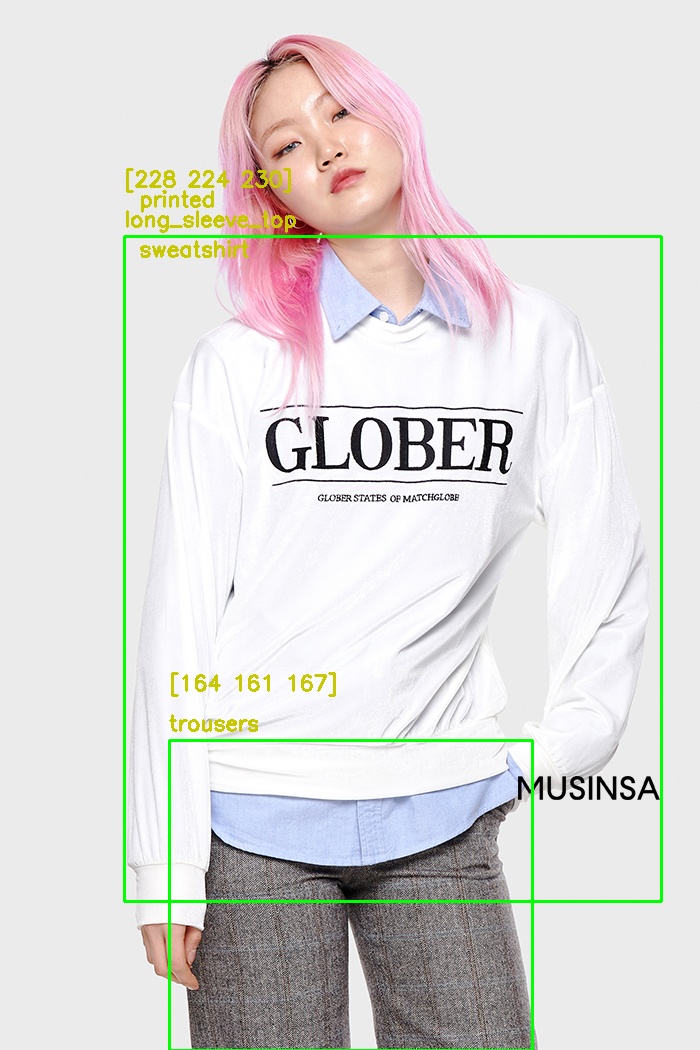 [228 224 230]
printed
long_sleeve_top
sweatshirt
GLOBER
GLOBER STATES OF MATCHGLOBE
[164 161 167]
trousers
MUSINSA